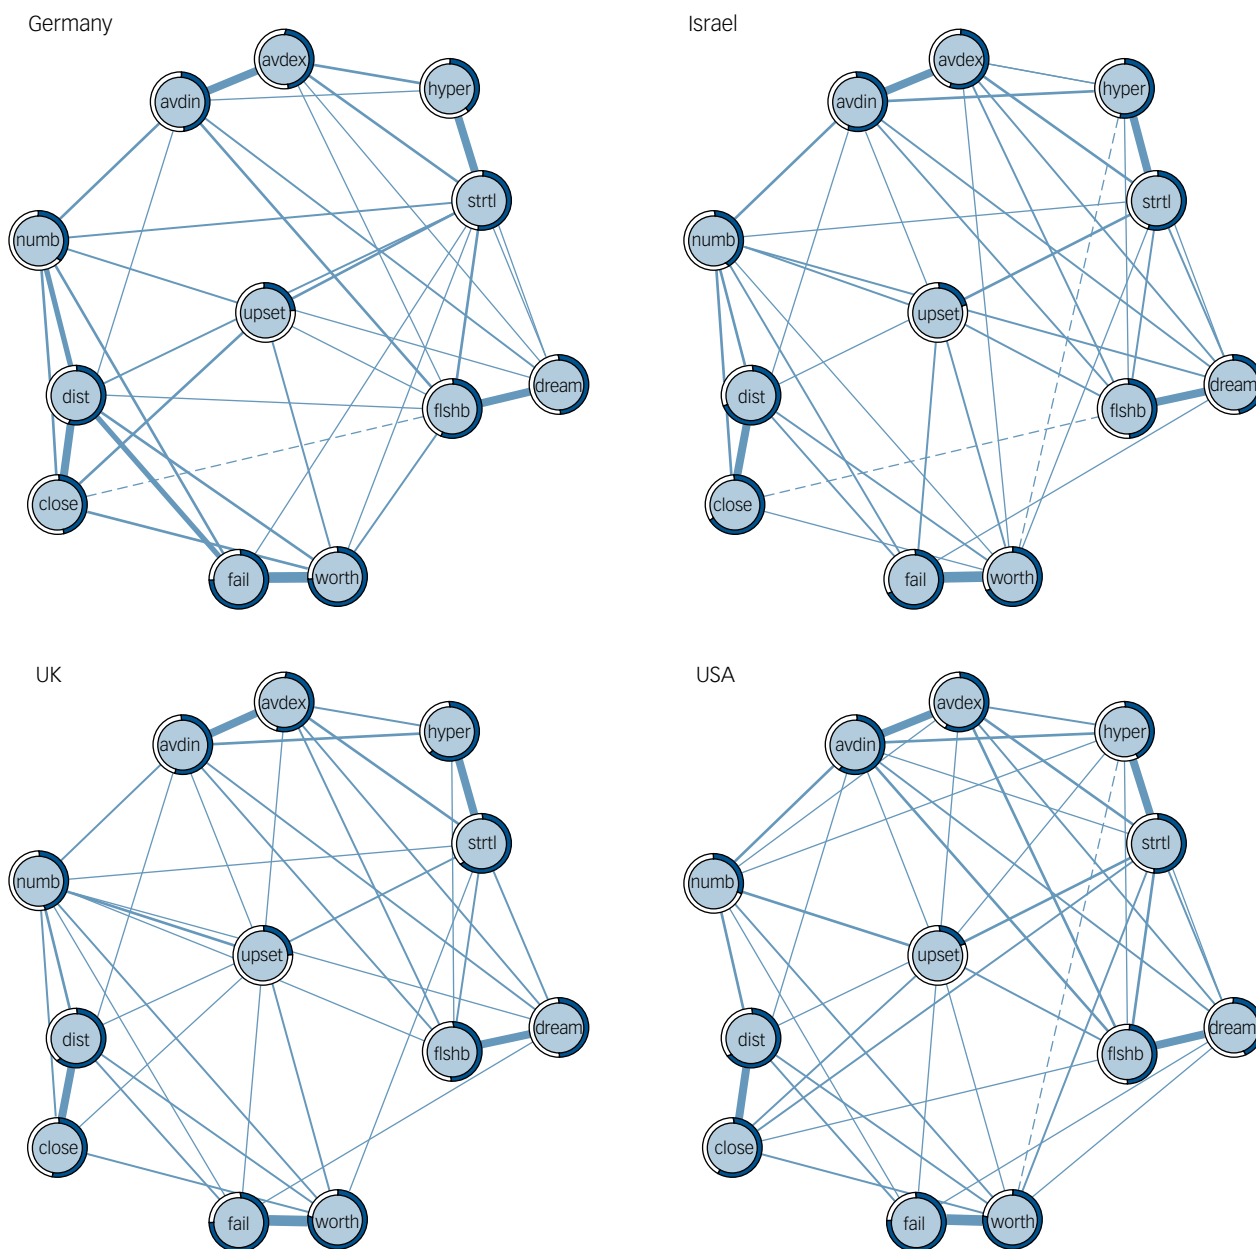 Germany
avdex
hyper
avdin
strtl
numb
upset
dist
flshb
dream
close
fail
worth
Israel
avdex
hyper
avdin
strtl
numb
upset
dist
flshb
dream
close
fail
worth
UK
avdex
hyper
avdin
strtl
numb
upset
dist
flshb
dream
close
fail
worth
USA
avdex
hyper
avdin
strtl
numb
upset
dist
flshb
dream
close
fail
worth